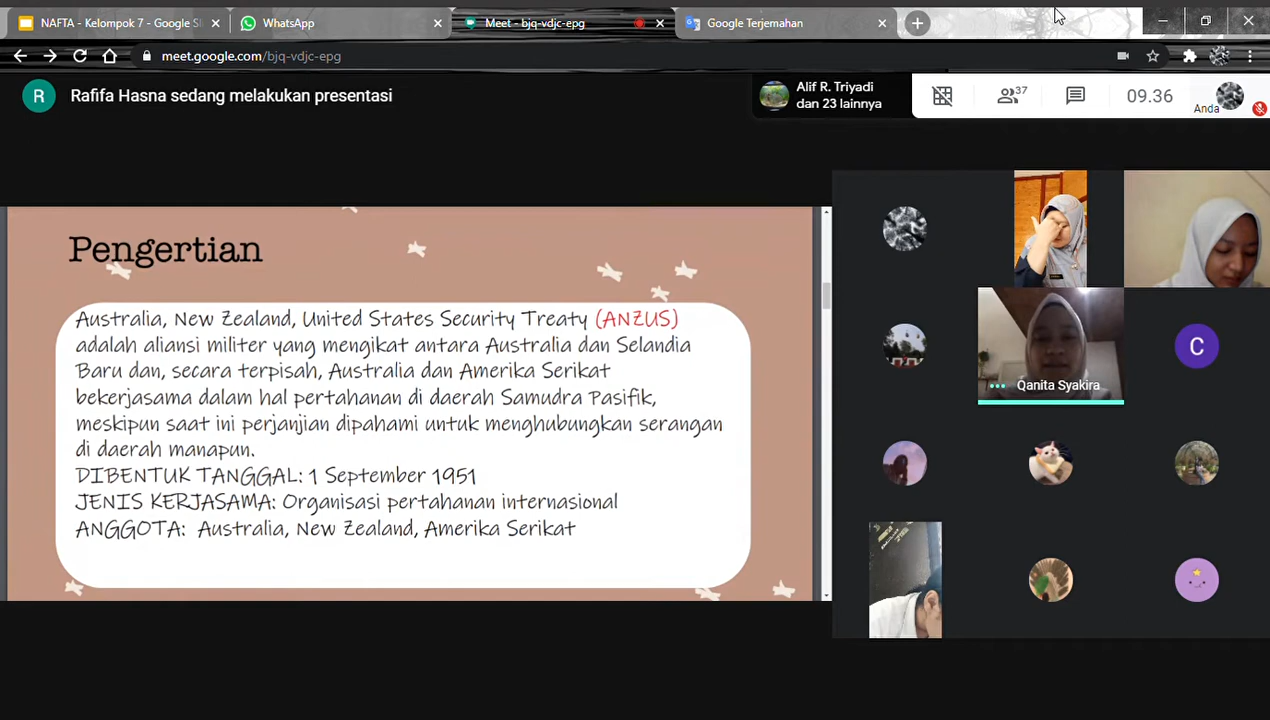 NAFTA - Kelompok 7 - Google Sl
WhatsApp
Meet - bjq-vdjc-epg
Google Terjemahan
meet.google.com/bjq-vdjc-epg
R
Rafifa Hasna sedang melakukan presentasi
Alif R. Triyadi
dan 23 lainnya
37
09.36
Anda
Pengertian
Australia, New Zealand, United States Security Treaty (ANZUS)
adalah aliansi militer yang mengikat antara Australia dan Selandia
Baru dan, secara terpisah, Australia dan Amerika Serikat
bekerjasama dalam hal pertahanan di daerah Samudra Pasifik,
meskipun saat ini perjanjian dipahami untuk menghubungkan serangan
di daerah manapun.
DIBENTUK TANGGAL: 1 September 1951
JENIS KERJASAMA: Organisasi pertahanan internasional
ANGGOTA: Australia, New Zealand, Amerika Serikat
Qanita Syakira
C